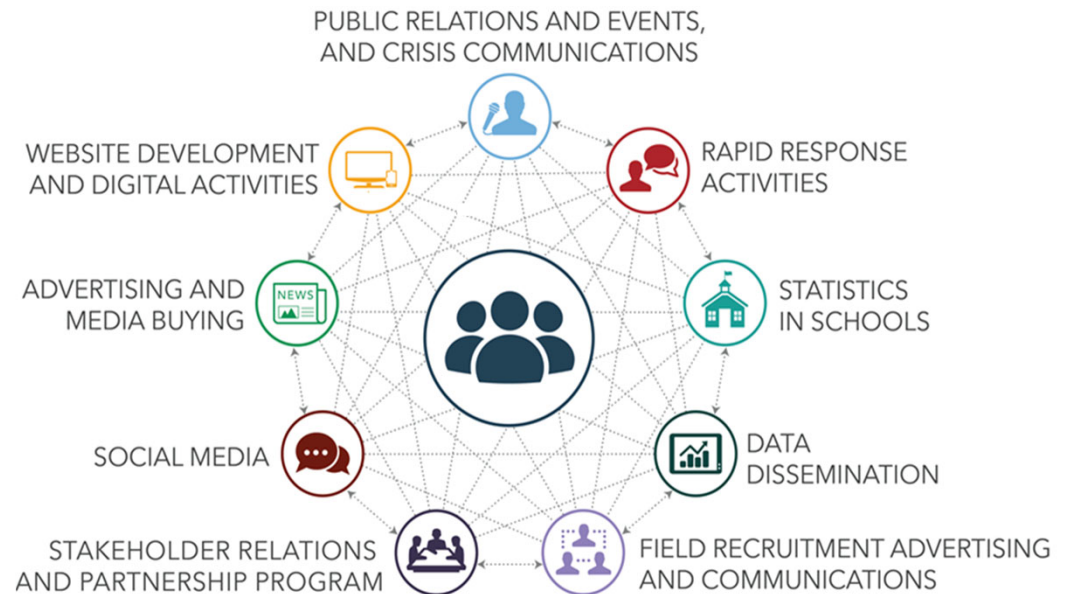 PUBLIC RELATIONS AND EVENTS,
AND CRISIS COMMUNICATIONS
WEBSITE DEVELOPMENT
AND DIGITAL ACTIVITIES
RAPID RESPONSE
ACTIVITIES
ADVERTISING AND
MEDIA BUYING
NEWS
STATISTICS
IN SCHOOLS
SOCIAL MEDIA
DATA
DISSEMINATION
STAKEHOLDER RELATIONS
AND PARTNERSHIP PROGRAM
FIELD RECRUITMENT ADVERTISING
AND COMMUNICATIONS